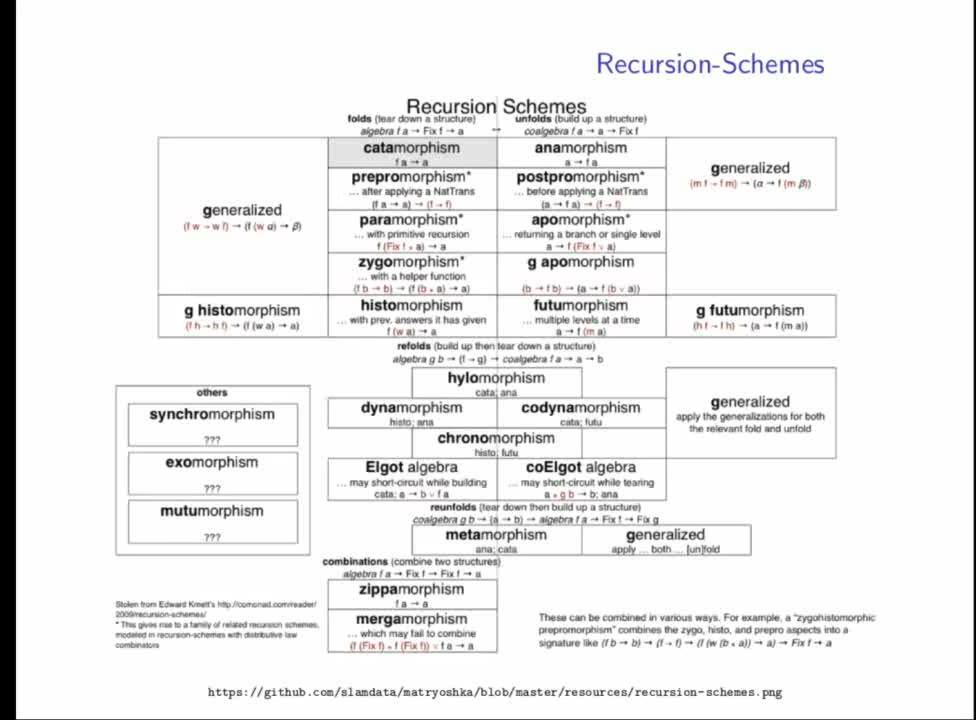 Recursion-Schemes
Recursion Schemes
folds (tear down a structure)
algebra f a → Fix f → a
↔
unfolds (build up a structure)
coalgebra f a → a → Fix f
generalized
(f w → w f) → (f (w α) → β)
catamorphism
f a → a
anamorphism
a → f a
generalized
(m f → f m) → (α → f (m β))
prepromorphism*
... after applying a NatTrans
(f a → a) → (f → f)
postpromorphism*
... before applying a NatTrans
(a → f a) → (f → f)
paramorphism*
... with primitive recursion
f (Fix f × a) → a
apomorphism*
... returning a branch or single level
a → f (Fix f ∨ a)
zygomorphism*
... with a helper function
(f b → b) → (f (b × a) → a)
g apomorphism
(b → f b) → (a → f (b ∨ a))
g histomorphism
(f h → h f) → (f (w a) → a)
histomorphism
... with prev. answers it has given
f (w a) → a
futumorphism
... multiple levels at a time
a → f (m a)
g futumorphism
(h f → f h) → (a → f (m a))
refolds (build up then tear down a structure)
algebra g b → (f → g) → coalgebra f a → a → b
hylomorphism
cata; ana
dynamorphism
histo; ana
codynamorphism
cata; futu
chronomorphism
histo; futu
generalized
apply the generalizations for both
the relevant fold and unfold
Elgot algebra
... may short-circuit while building
cata; a → b ∨ f a
coElgot algebra
... may short-circuit while tearing
a × g b → b; ana
reunfolds (tear down then build up a structure)
coalgebra g b → (a → b) → algebra f a → Fix f → Fix g
metamorphism
ana; cata
generalized
apply ... both ... [un]fold
combinations (combine two structures)
algebra f a → Fix f → Fix f → a
zippamorphism
f a → a
mergamorphism
... which may fail to combine
(f (Fix f) × f (Fix f)) ∨ f a → a
others
synchromorphism
???
exomorphism
???
mutumorphism
???
Stolen from Edward Kmett's http://comonad.com/reader/
2009/recursion-schemes/
* This gives rise to a family of related recursion schemes,
modeled in recursion-schemes with distributive law
combinators
These can be combined in various ways. For example, a "zygohistomorphic
prepromorphism" combines the zygo, histo, and prepro aspects into a
signature like (f b → b) → (f → f) → (f (w (b × a)) → a) → Fix f → a
https://github.com/slamdata/matryoshka/blob/master/resources/recursion-schemes.png